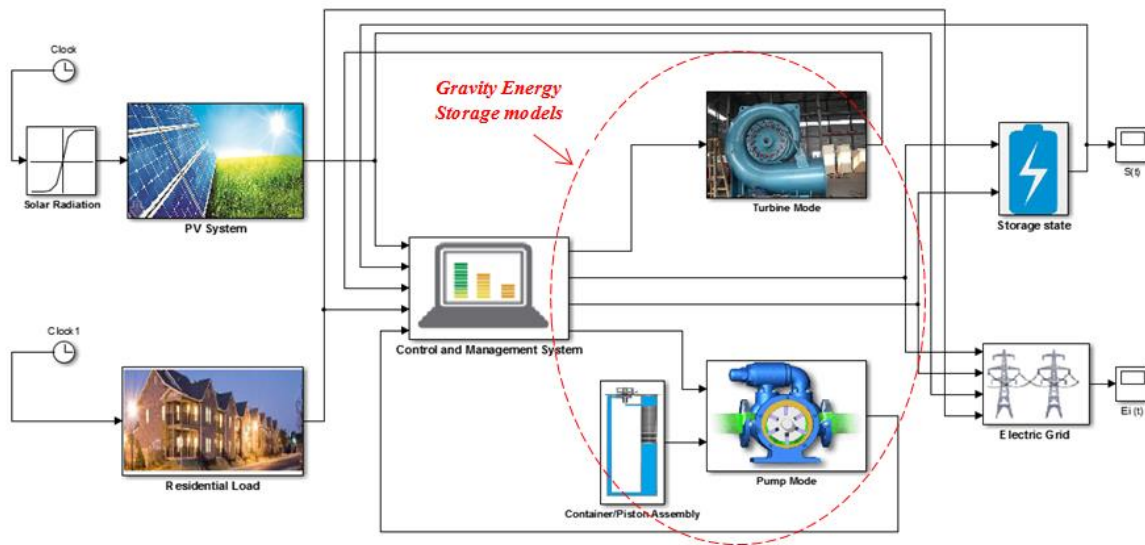 Clock
Gravity Energy
Storage models
Solar Radiation
PV System
Turbine Mode
Storage state
S(t)
Clock1
Control and Management System
Residential Load
Container/Piston Assembly
Pump Mode
Electric Grid
Ei (t)